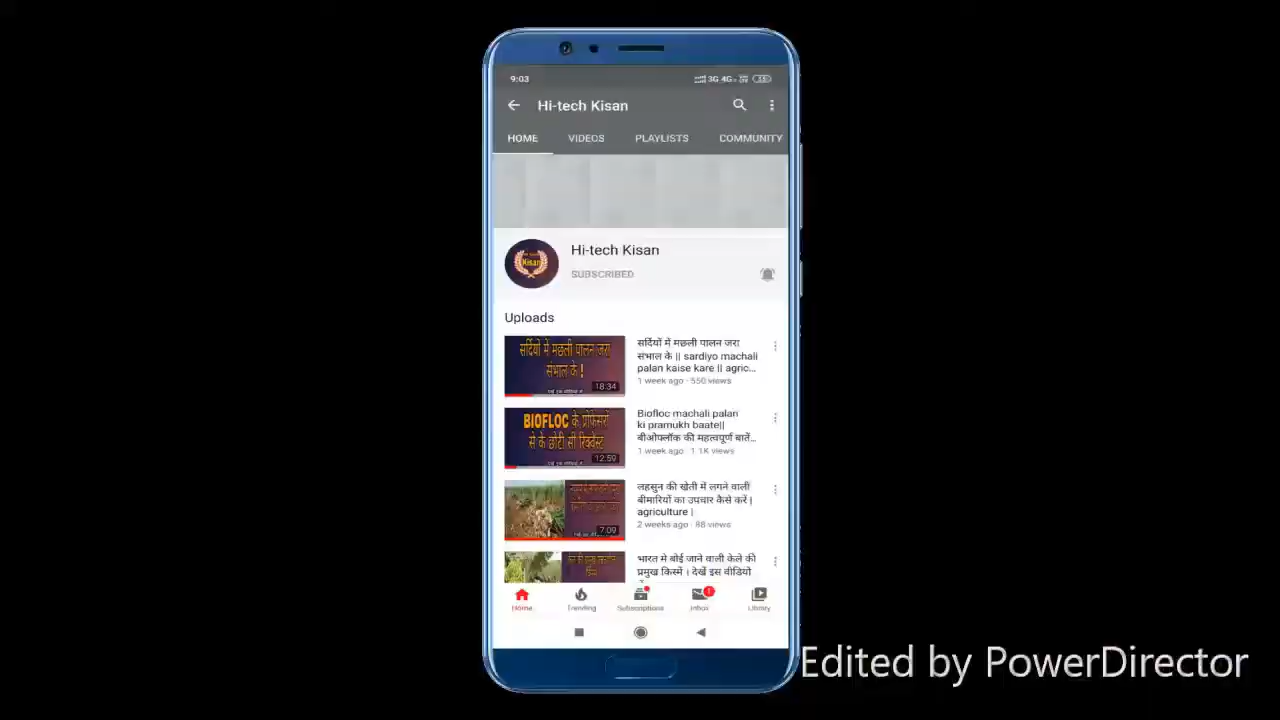 9:03
3G 4G
Hi-tech Kisan
HOME VIDEOS PLAYLISTS COMMUNITY
Kisan
Hi-tech Kisan
SUBSCRIBED
Uploads
सर्दियों में मछली पालन जरा
संभाल के !
18:34
सर्दियों में मछली पालन जरा
संभाल के || sardiyo machali
palan kaise kare || agric...
1 week ago · 550 views
BIOFLOC के प्रोफेसरों
से के छोटी सी रिक्वेस्ट
12:59
Biofloc machali palan
ki pramukh baate||
बीओफ्लॉक की महत्वपूर्ण बातें...
1 week ago · 1.1K views
7:09
लहसुन की खेती में लगने वाली
बीमारियों का उपचार कैसे करें |
agriculture |
2 weeks ago · 88 views
भारत मे बोई जाने वाली केले की
प्रमुख किस्में । देखें इस वीडियो
Home Trending Subscriptions Inbox Library
Edited by PowerDirector